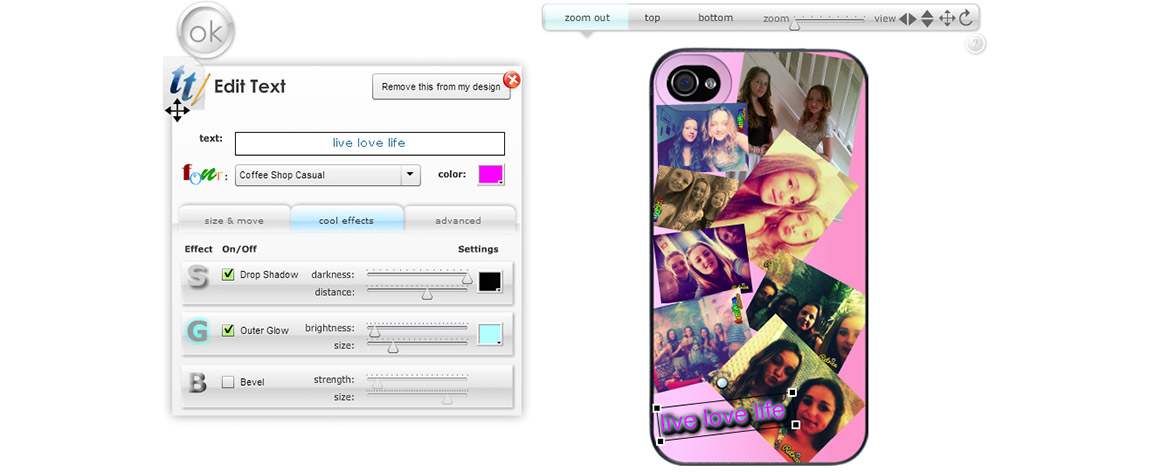 ok
zoom out top bottom zoom view
?
tt Edit Text
Remove this from my design
text: live love life
font: Coffee Shop Casual color:
size & move cool effects advanced
Effect On/Off Settings
S Drop Shadow darkness:
distance:
G Outer Glow brightness:
size:
B Bevel strength:
size:
live love life